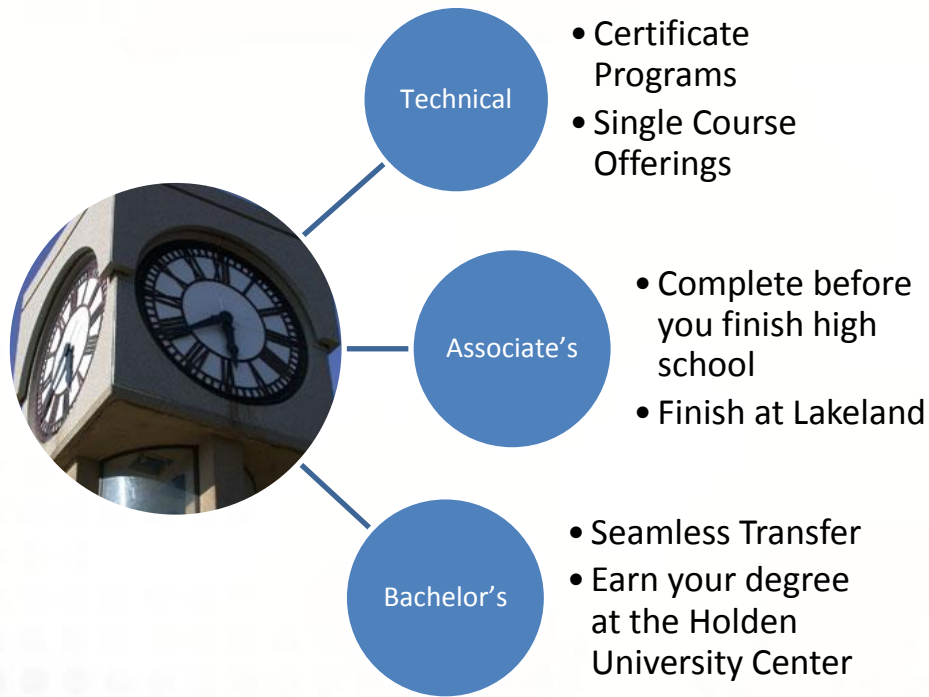 Technical
• Certificate
Programs
• Single Course
Offerings
Associate's
• Complete before
you finish high
school
• Finish at Lakeland
Bachelor's
• Seamless Transfer
• Earn your degree
at the Holden
University Center